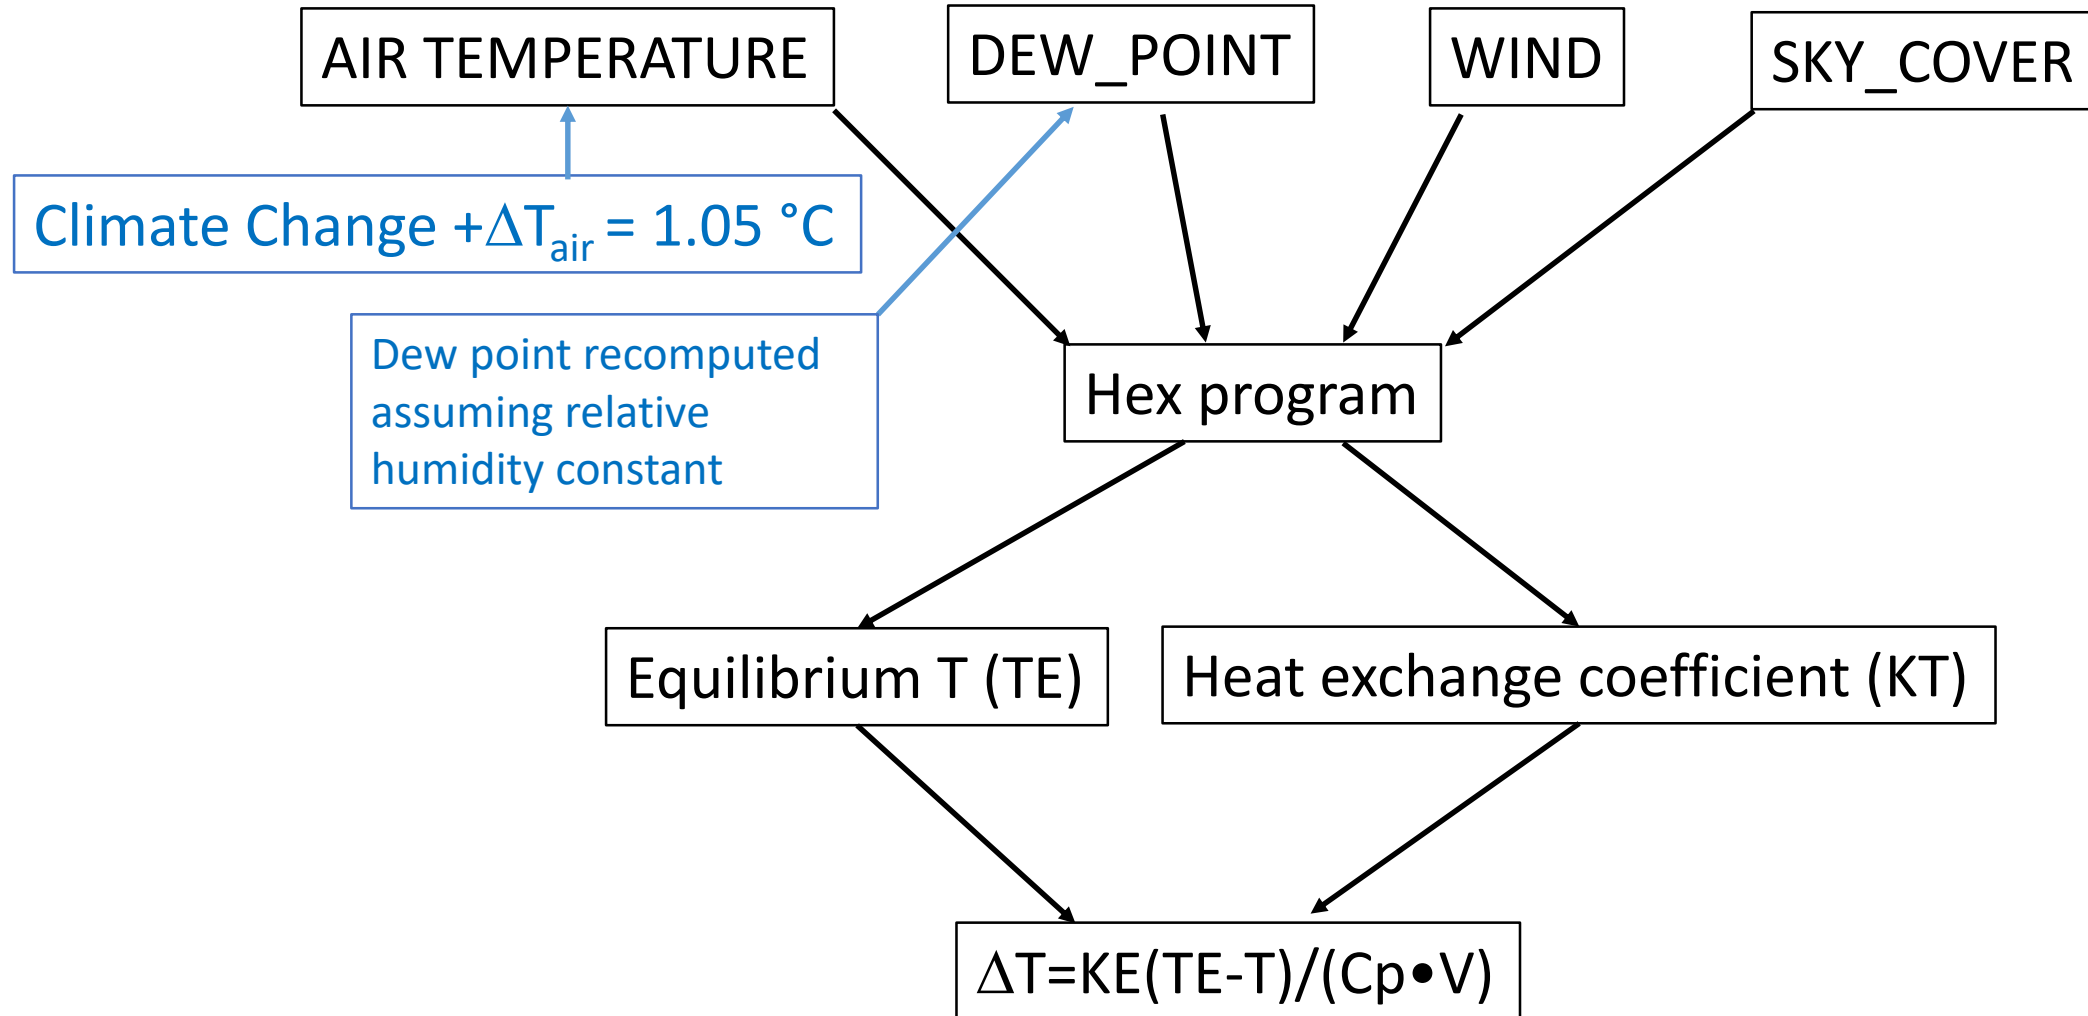 AIR TEMPERATURE
DEW_POINT
WIND
SKY_COVER
Climate Change +ΔTair = 1.05 °C
Dew point recomputed
assuming relative
humidity constant
Hex program
Equilibrium T (TE)
Heat exchange coefficient (KT)
ΔT=KE(TE-T)/(Cp•V)